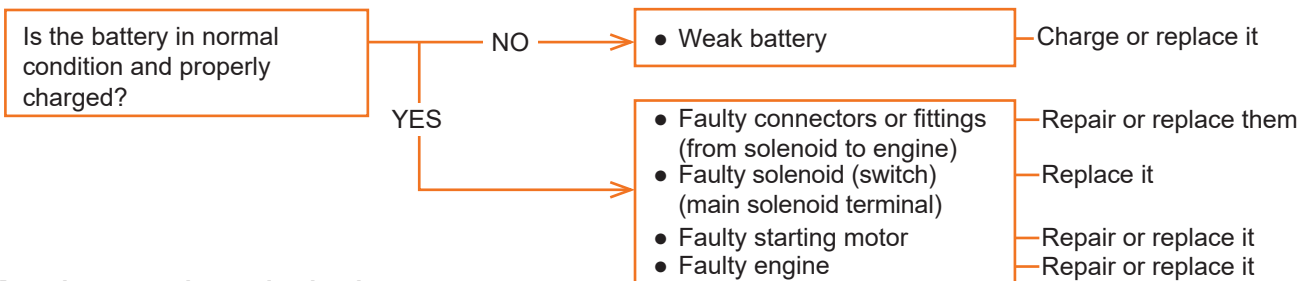 Is the battery in normal
condition and properly
charged?
NO
● Weak battery
Charge or replace it
YES
● Faulty connectors or fittings
(from solenoid to engine)
Repair or replace them
● Faulty solenoid (switch)
(main solenoid terminal)
Replace it
● Faulty starting motor
Repair or replace it
● Faulty engine
Repair or replace it